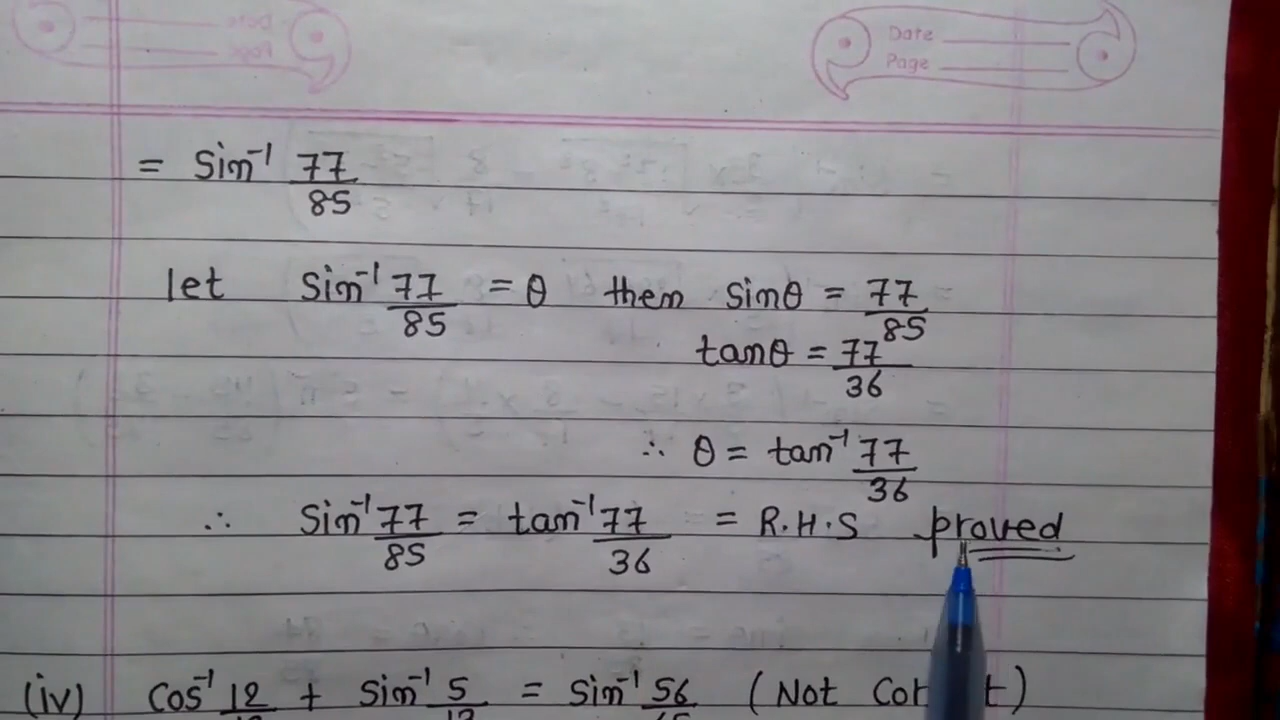 Date
Page
= Sin⁻¹ 77/85
let Sin⁻¹ 77/85 = θ then sinθ = 77/85
tanθ = 77/36
∴ θ = tan⁻¹ 77/36
∴ Sin⁻¹ 77/85 = tan⁻¹ 77/36 = R.H.S proved
(iv) Cos⁻¹ 12 + Sin⁻¹ 5 = Sin⁻¹ 56 (Not